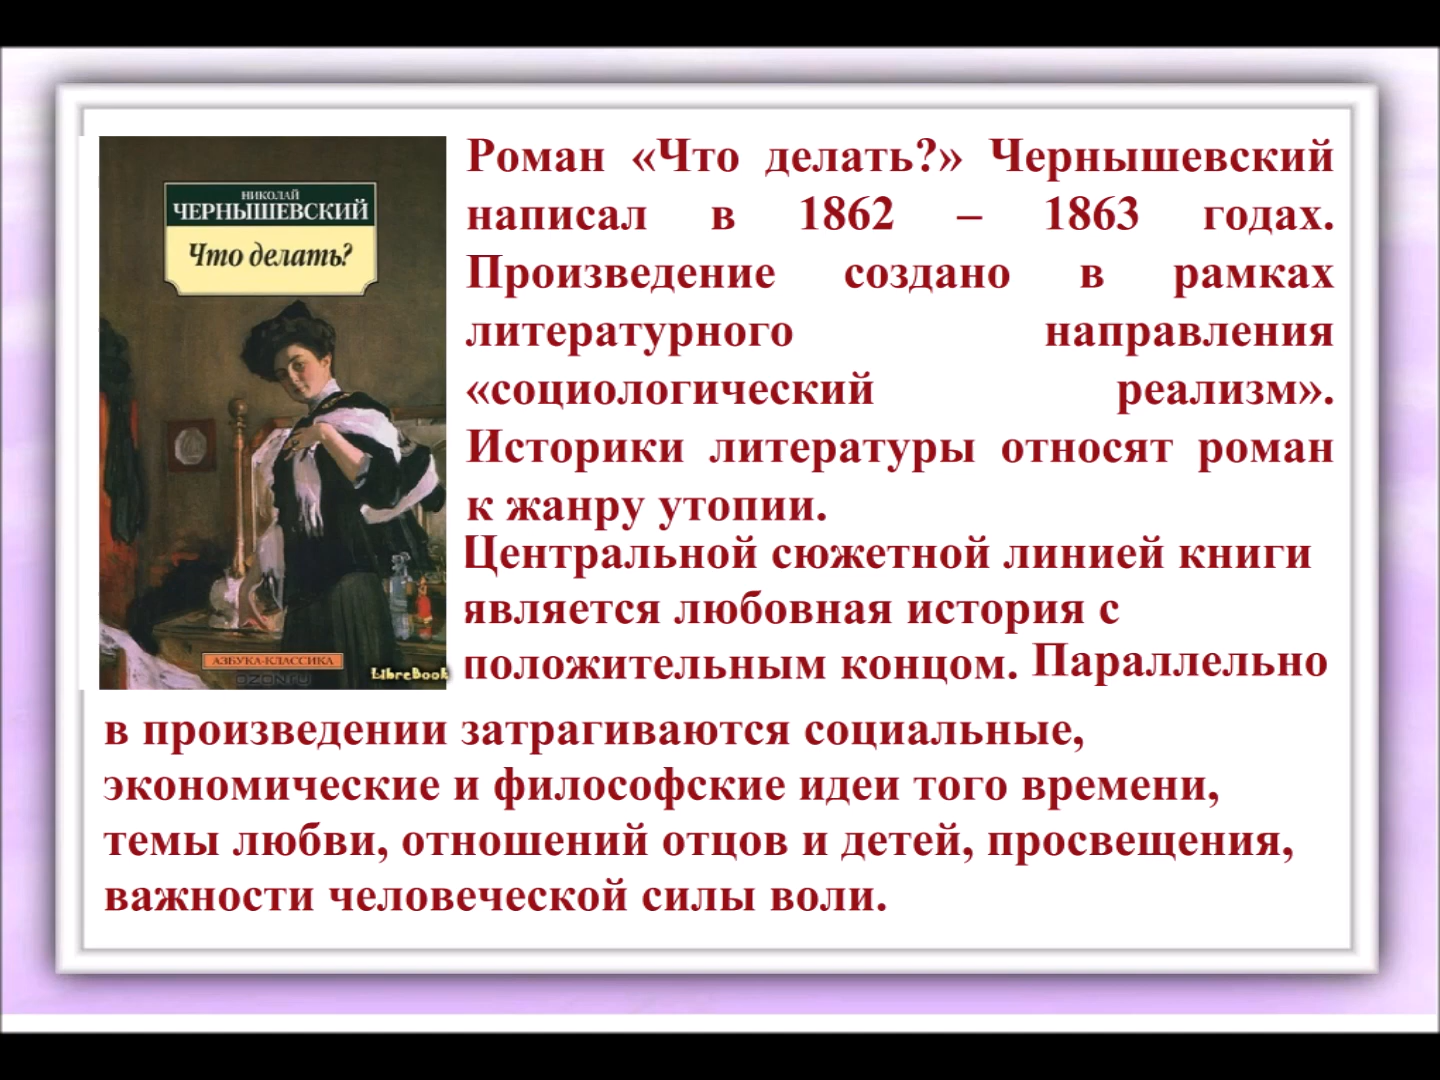 НИКОЛАЙ
ЧЕРНЫШЕВСКИЙ
Что делать?
АЗБУКА-КЛАССИКА
ozon.ru
LibreBook
Роман «Что делать?» Чернышевский
написал в 1862 – 1863 годах.
Произведение создано в рамках
литературного направления
«социологический реализм».
Историки литературы относят роман
к жанру утопии.
Центральной сюжетной линией книги
является любовная история с
положительным концом. Параллельно
в произведении затрагиваются социальные,
экономические и философские идеи того времени,
темы любви, отношений отцов и детей, просвещения,
важности человеческой силы воли.